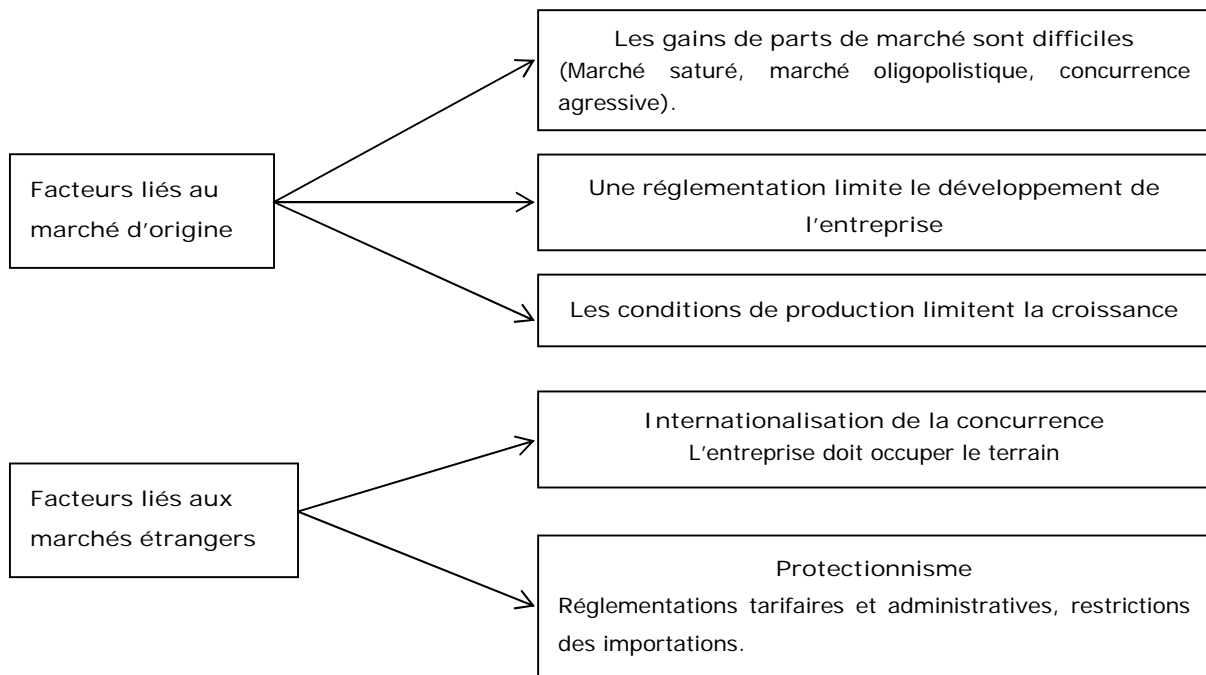 Les gains de parts de marché sont difficiles
(Marché saturé, marché oligopolistique, concurrence
agressive).
Facteurs liés au
marché d'origine
Une réglementation limite le développement de
l'entreprise
Les conditions de production limitent la croissance
Internationalisation de la concurrence
L'entreprise doit occuper le terrain
Facteurs liés aux
marchés étrangers
Protectionnisme
Réglementations tarifaires et administratives, restrictions
des importations.